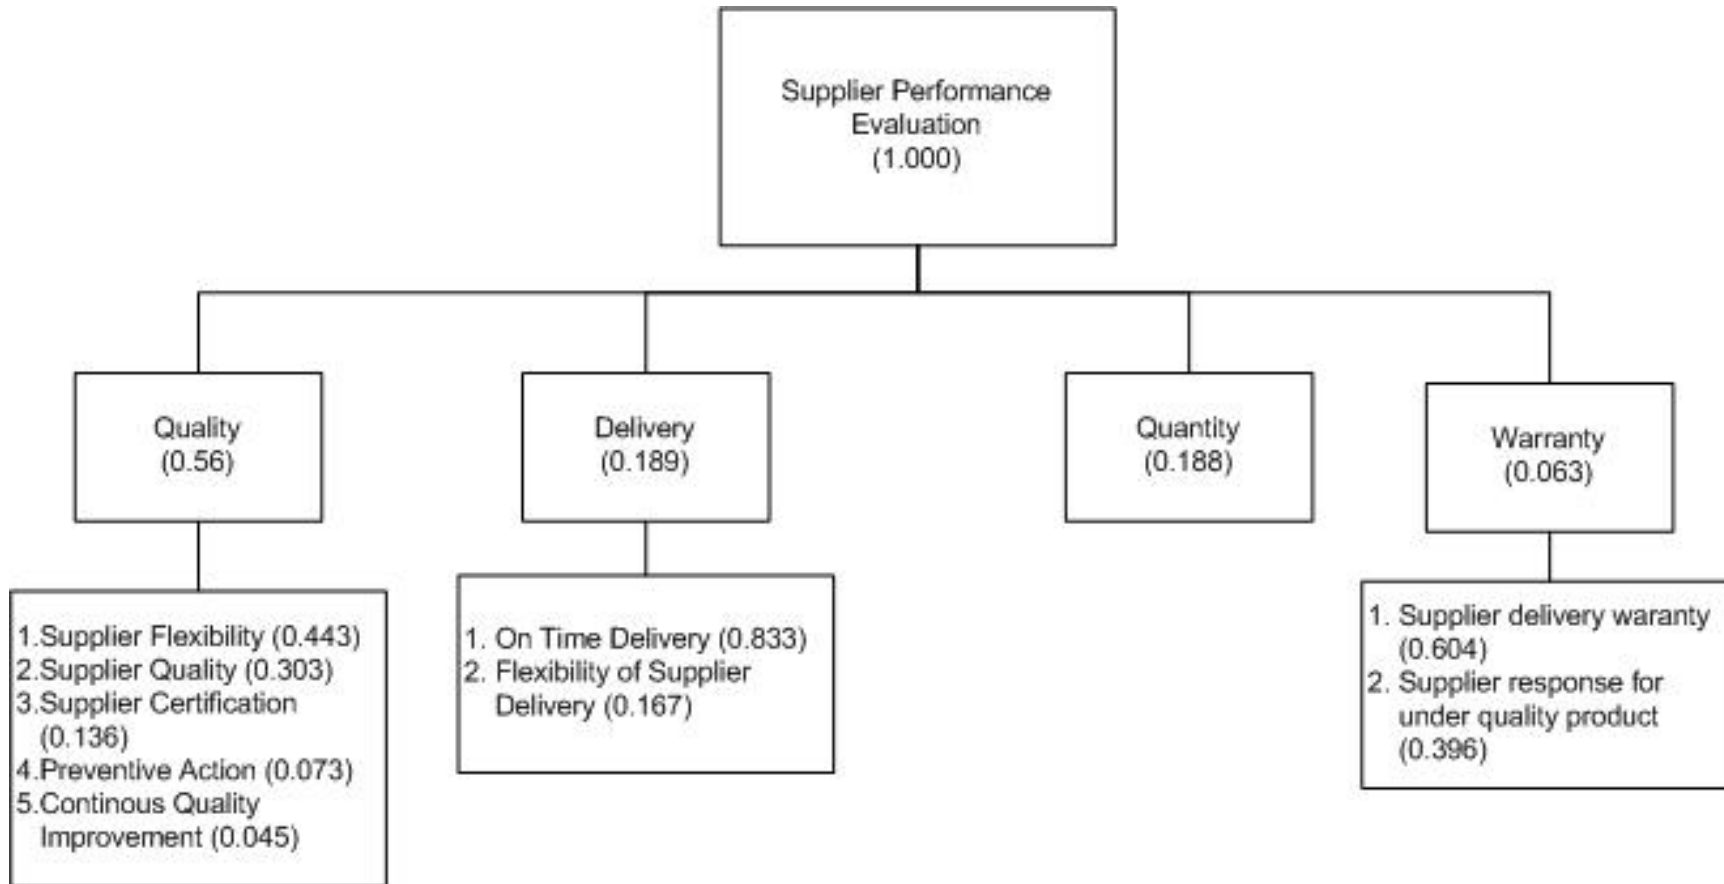 Supplier Performance
Evaluation
(1.000)
Quality
(0.56)
Delivery
(0.189)
Quantity
(0.188)
Warranty
(0.063)
1.Supplier Flexibility (0.443)
2.Supplier Quality (0.303)
3.Supplier Certification
(0.136)
4.Preventive Action (0.073)
5.Continous Quality
Improvement (0.045)
1. On Time Delivery (0.833)
2. Flexibility of Supplier
Delivery (0.167)
1. Supplier delivery waranty
(0.604)
2. Supplier response for
under quality product
(0.396)